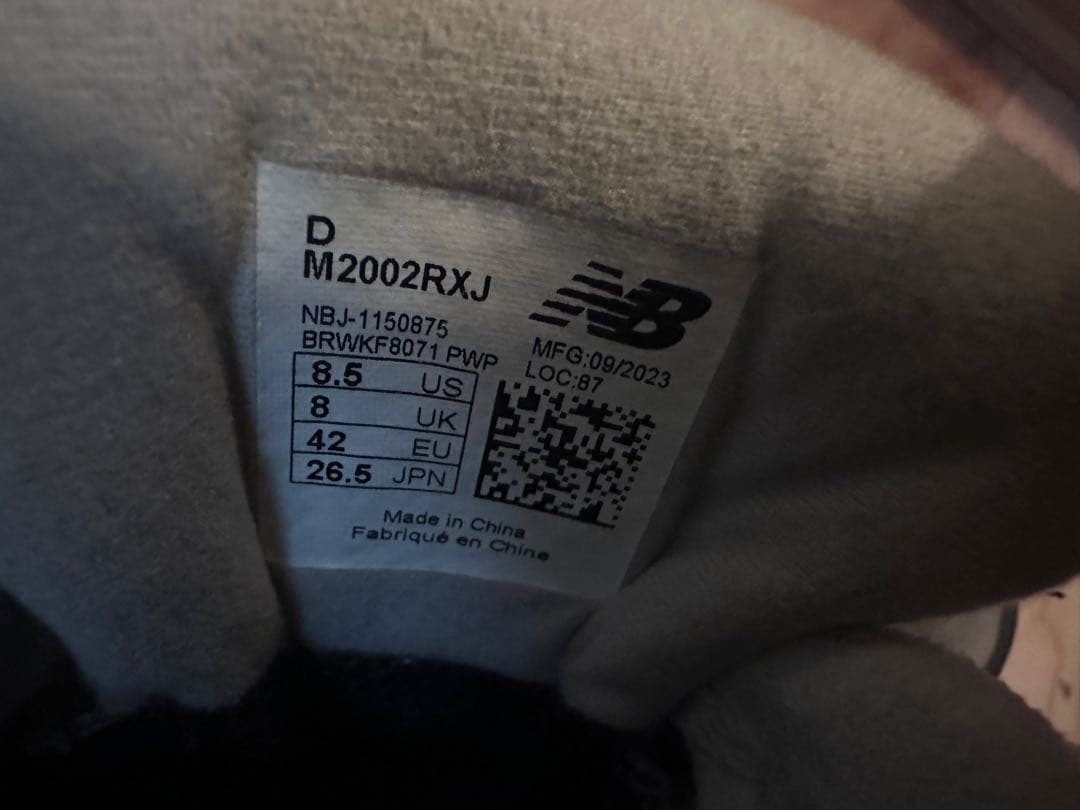 D
M2002RXJ
NB
NBJ-1150875
BRWKF8071 PWP
MFG:09/2023
LOC:87
8.5 US
8 UK
42 EU
26.5 JPN
Made in China
Fabriqué en Chine